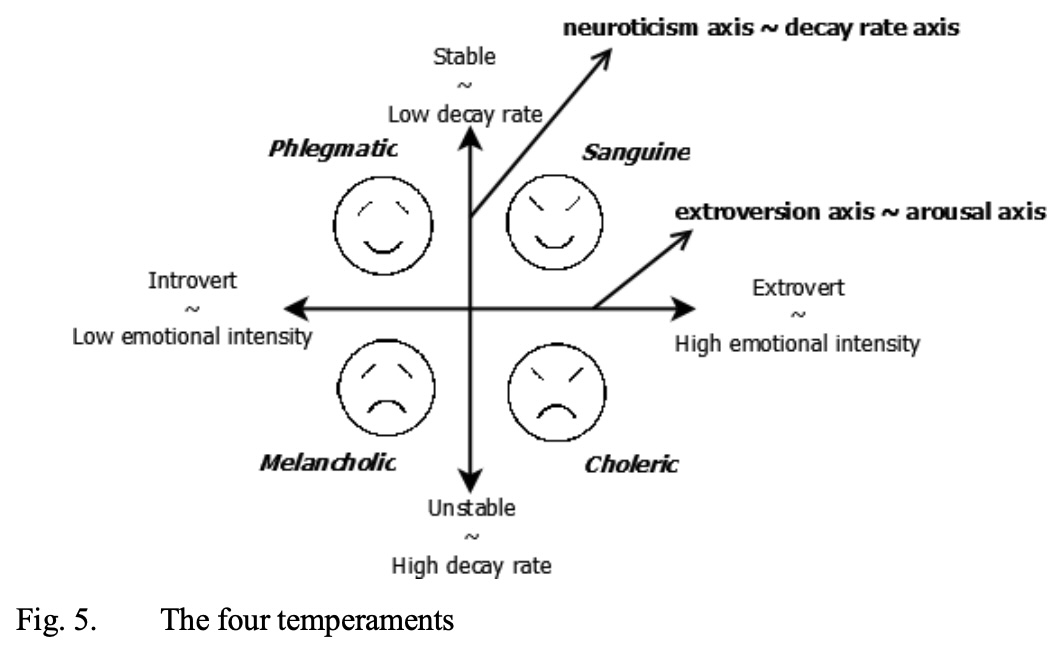 neuroticism axis ~ decay rate axis
Stable
~
Low decay rate
Phlegmatic
Sanguine
extroversion axis ~ arousal axis
Introvert
~
Low emotional intensity
Extrovert
~
High emotional intensity
Melancholic
Choleric
Unstable
~
High decay rate
Fig. 5. The four temperaments